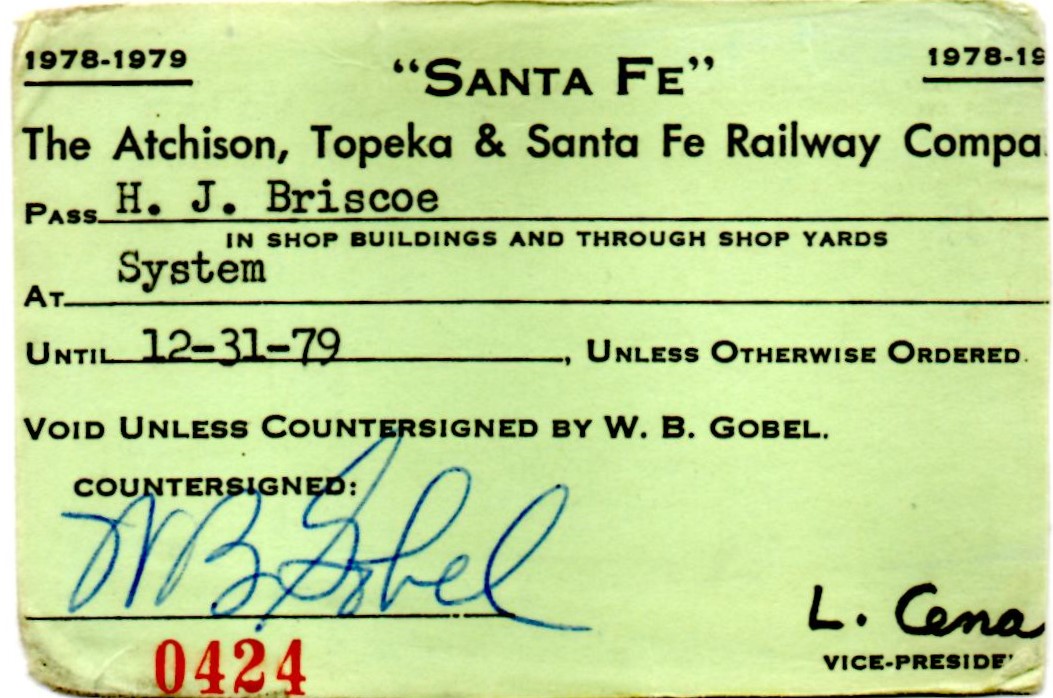 1978-1979 1978-19
“SANTA FE”
The Atchison, Topeka & Santa Fe Railway Compa
PASS H. J. Briscoe
IN SHOP BUILDINGS AND THROUGH SHOP YARDS
AT System
UNTIL 12-31-79, UNLESS OTHERWISE ORDERED.
VOID UNLESS COUNTERSIGNED BY W. B. GOBEL.
COUNTERSIGNED:
W B Gobel
L. Cena
VICE-PRESIDE
0424